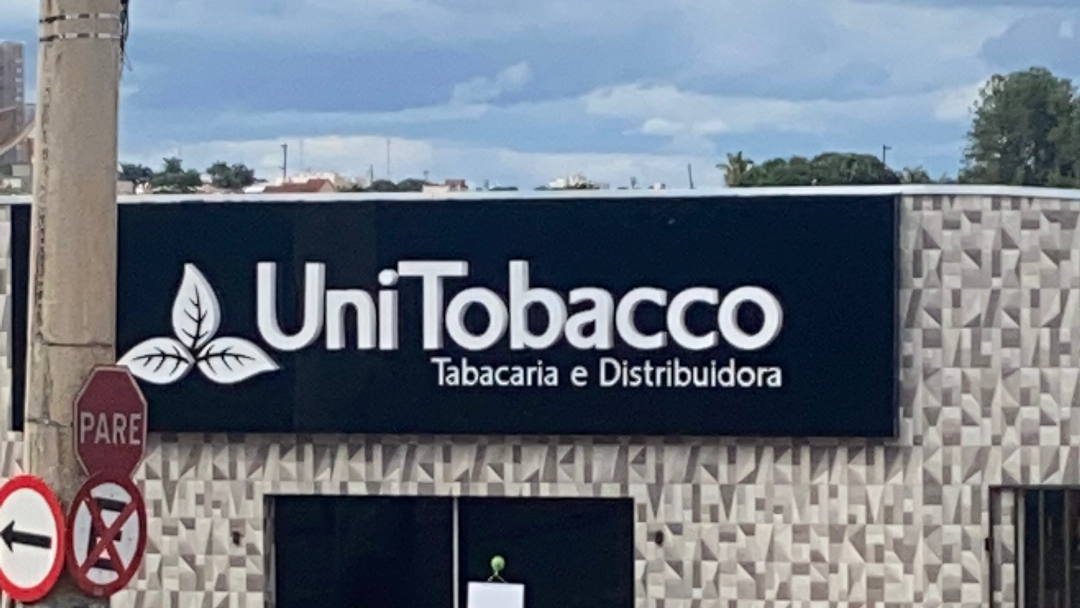 UniTobacco
Tabacaria e Distribuidora
PARE
E